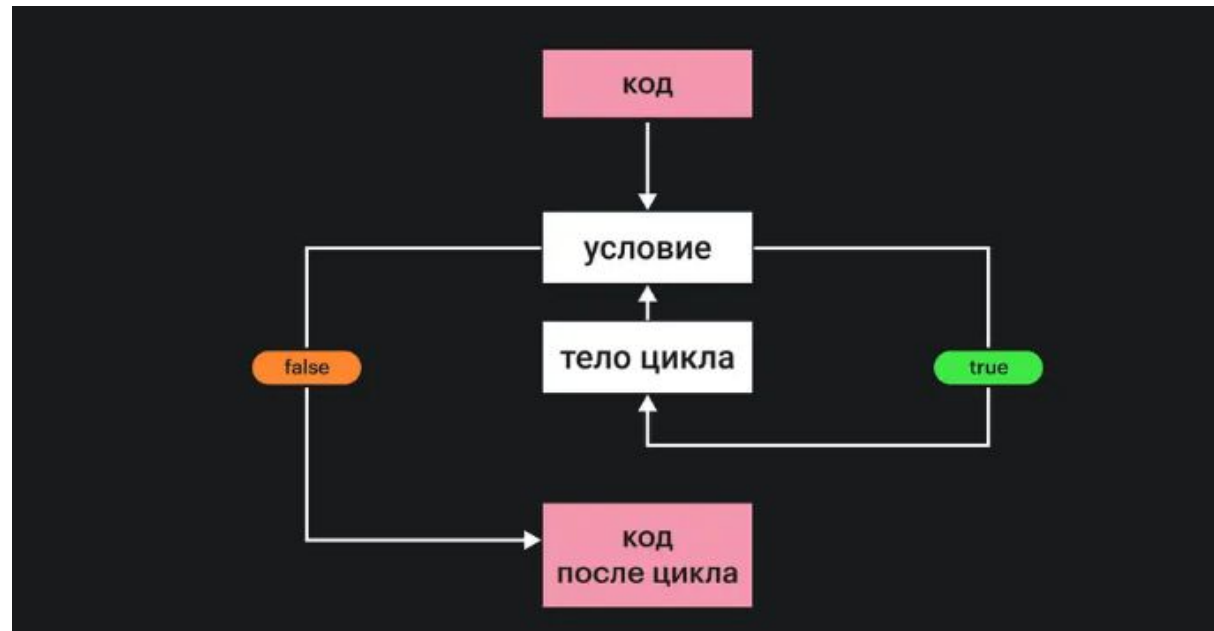 код
условие
тело цикла
false
true
код
после цикла